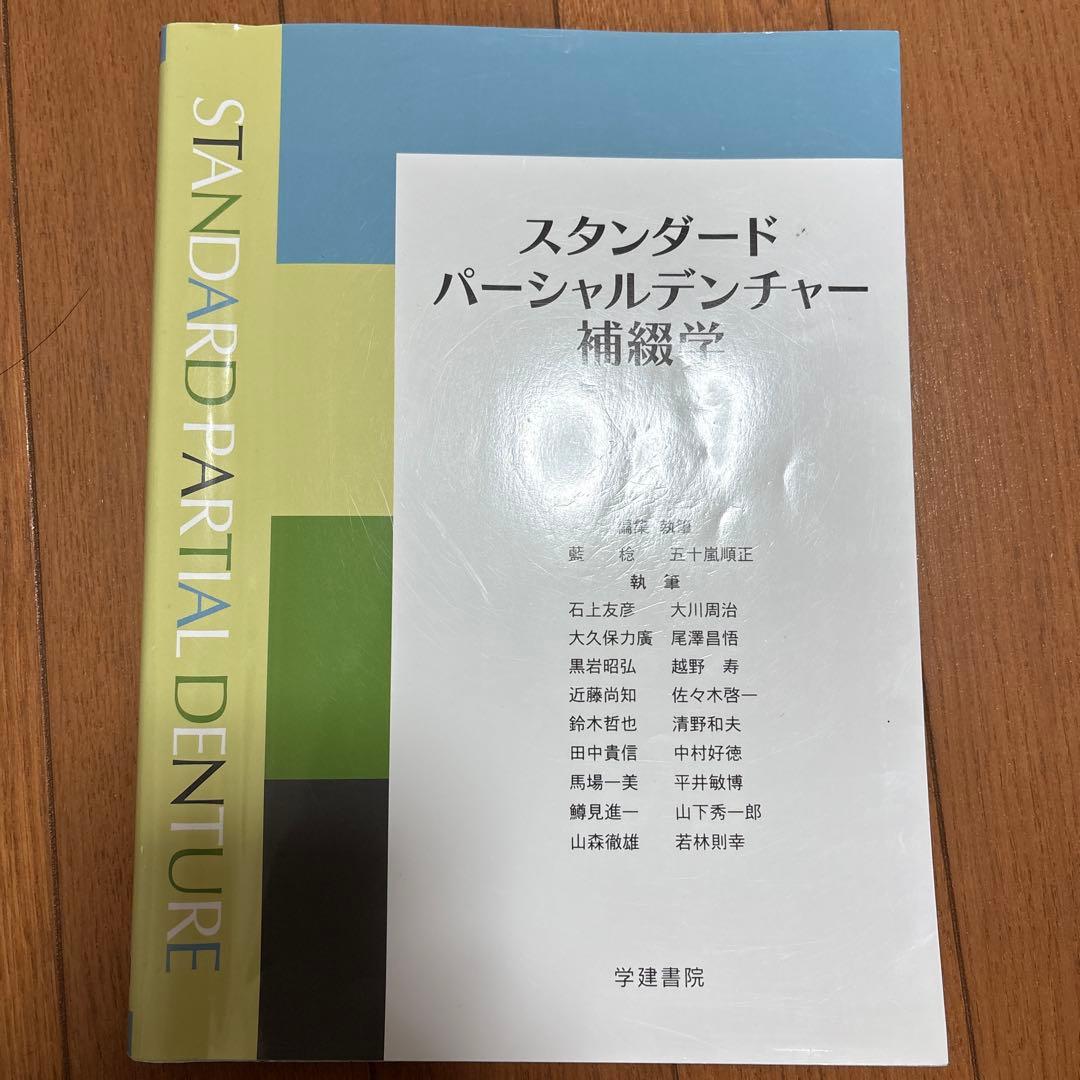 STANDARD PARTIAL DENTURE
スタンダード
パーシャルデンチャー
補綴学
編集 執筆
藍 稔 五十嵐順正
執 筆
石上友彦 大川周治
大久保力廣 尾澤昌悟
黒岩昭弘 越野 寿
近藤尚知 佐々木啓一
鈴木哲也 清野和夫
田中貴信 中村好徳
馬場一美 平井敏博
鱒見進一 山下秀一郎
山森徹雄 若林則幸
学建書院